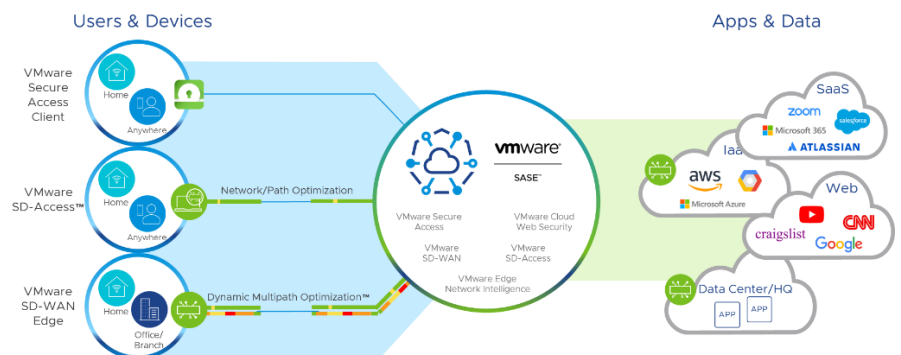 Users & Devices
Apps & Data
VMware
Secure
Access
Client
Home
Anywhere
VMware
SD-Access™
Home
Anywhere
Network/Path Optimization
VMware
SD-WAN
Edge
Home
Office/
Branch
Dynamic Multipath Optimization™
vmware®
SASE™
VMware Secure
Access
VMware Cloud
Web Security
VMware
SD-WAN
VMware
SD-Access
VMware Edge
Network Intelligence
SaaS
zoom
salesforce
Microsoft 365
ATLASSIAN
IaaS
aws
Microsoft Azure
Web
CNN
craigslist
Google
Data Center/HQ
APP
APP